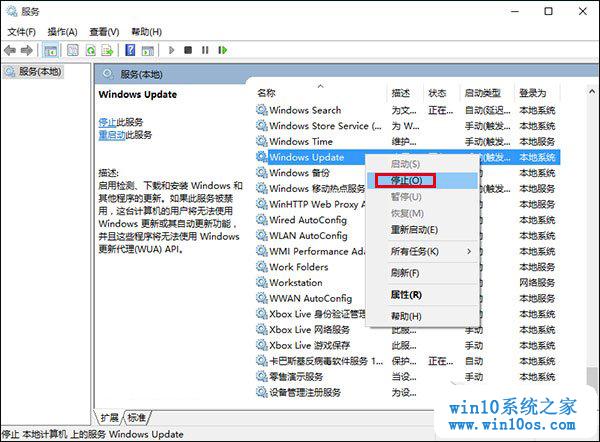 服务
文件(F) 操作(A) 查看(V) 帮助(H)
服务(本地)
服务(本地)
Windows Update
停止此服务
重启动此服务
描述:
启用检测、下载和安装 Windows 和
其他程序的更新。如果此服务被禁
用，这台计算机的用户将无法使用
Windows 更新或其自动更新功能，
并且这些程序将无法使用 Windows
更新代理(WUA) API。
名称 描述 状态 启动类型 登录为
Windows Search 为文... 正在... 自动(延迟... 本地系统
Windows Store Service (... 为 W... 手动(触发... 本地系统
Windows Time 维护... 手动(触发... 本地服务
Windows Update (触发... 本地系统
Windows 备份 本地系统
Windows 移动热点服务 (触发... 本地服务
WinHTTP Web Proxy A 本地服务
Wired AutoConfig 本地系统
WLAN AutoConfig 本地系统
WMI Performance Ada 本地系统
Work Folders 本地服务
Workstation 网络服务
WWAN AutoConfig 本地服务
Xbox Live 身份验证管理 本地系统
Xbox Live 网络服务 此服... 手动 本地系统
Xbox Live 游戏保存 此服... 手动 本地系统
卡巴斯基反病毒软件服务 1... 保护... 正在... 自动 本地系统
零售演示服务 当设... 手动 本地系统
设备管理注册服务 执行... 手动
启动(S)
停止(O)
暂停(U)
恢复(M)
重新启动(E)
所有任务(K)
刷新(F)
属性(R)
帮助(H)
扩展 标准
停止 本地计算机 上的服务 Windows Update
win10系统之家
www.win10os.com